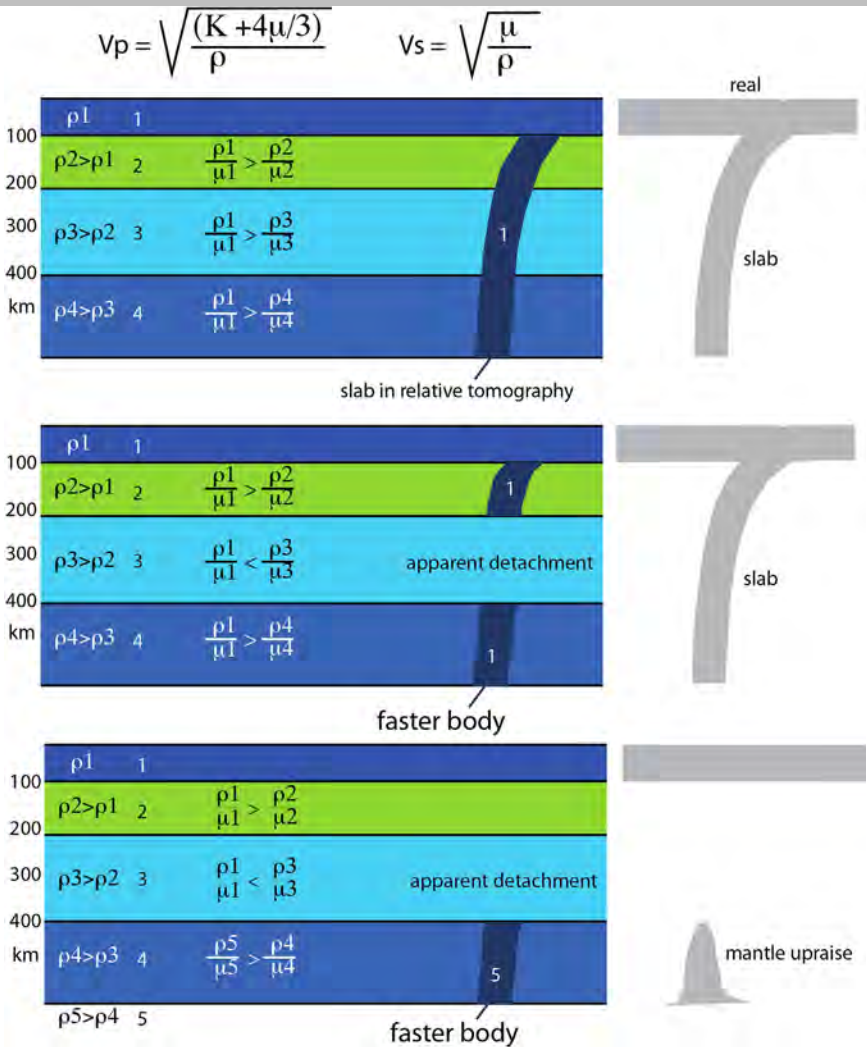 Vp = √(K +4μ/3)/ρ Vs = √μ/ρ
real
ρ1 1
100
ρ2>ρ1 2 ρ1/μ1 > ρ2/μ2
200
300
ρ3>ρ2 3 ρ1/μ1 > ρ3/μ3 1 slab
400
km ρ4>ρ3 4 ρ1/μ1 > ρ4/μ4
slab in relative tomography
ρ1 1
100
ρ2>ρ1 2 ρ1/μ1 > ρ2/μ2 1
200
300 ρ3>ρ2 3 ρ1/μ1 < ρ3/μ3 apparent detachment slab
400
km ρ4>ρ3 4 ρ1/μ1 > ρ4/μ4 1
faster body
ρ1 1
100
ρ2>ρ1 2 ρ1/μ1 > ρ2/μ2
200
300 ρ3>ρ2 3 ρ1/μ1 < ρ3/μ3 apparent detachment
400
km ρ4>ρ3 4 ρ5/μ5 > ρ4/μ4 5 mantle upraise
ρ5>ρ4 5
faster body